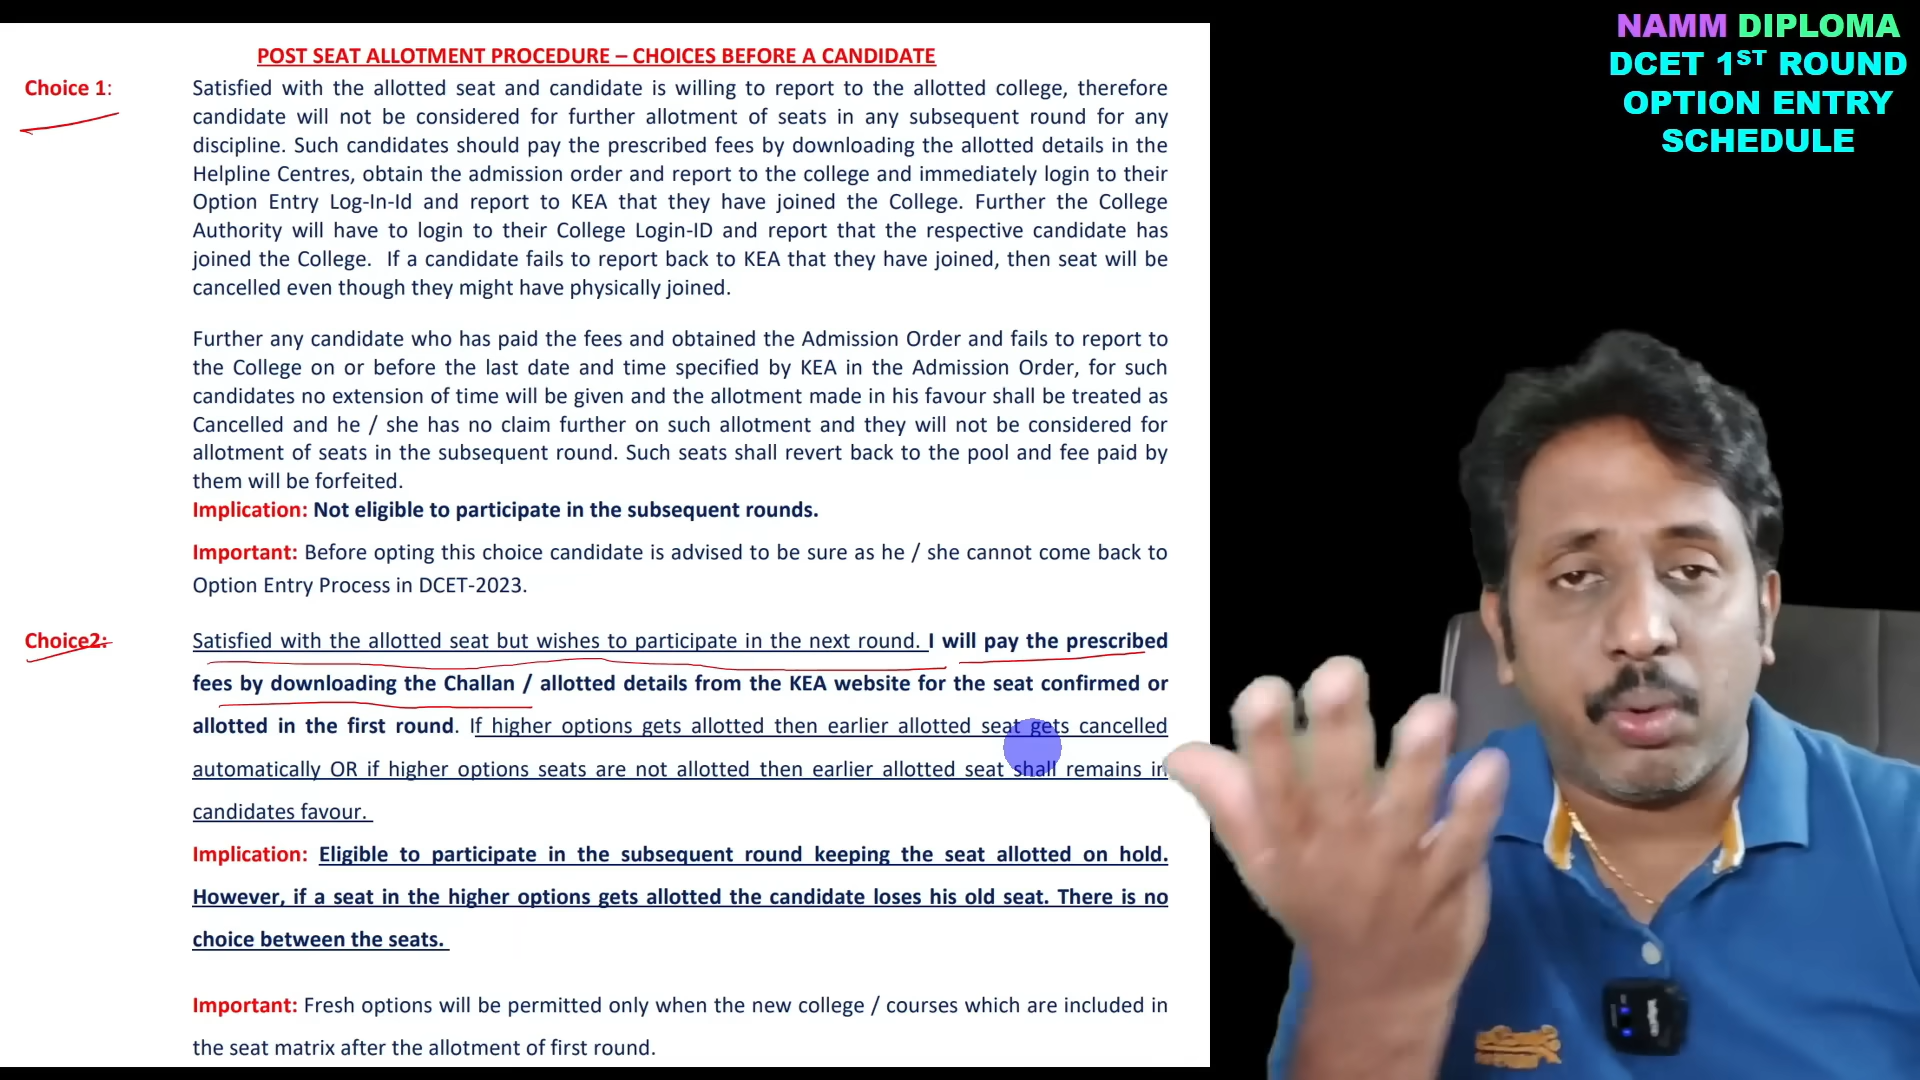 NAMM DIPLOMA
DCET 1ST ROUND
OPTION ENTRY
SCHEDULE
POST SEAT ALLOTMENT PROCEDURE – CHOICES BEFORE A CANDIDATE
Choice 1:
Satisfied with the allotted seat and candidate is willing to report to the allotted college, therefore
candidate will not be considered for further allotment of seats in any subsequent round for any
discipline. Such candidates should pay the prescribed fees by downloading the allotted details in the
Helpline Centres, obtain the admission order and report to the college and immediately login to their
Option Entry Log-In-Id and report to KEA that they have joined the College. Further the College
Authority will have to login to their College Login-ID and report that the respective candidate has
joined the College. If a candidate fails to report back to KEA that they have joined, then seat will be
cancelled even though they might have physically joined.
Further any candidate who has paid the fees and obtained the Admission Order and fails to report to
the College on or before the last date and time specified by KEA in the Admission Order, for such
candidates no extension of time will be given and the allotment made in his favour shall be treated as
Cancelled and he / she has no claim further on such allotment and they will not be considered for
allotment of seats in the subsequent round. Such seats shall revert back to the pool and fee paid by
them will be forfeited.
Implication: Not eligible to participate in the subsequent rounds.
Important: Before opting this choice candidate is advised to be sure as he / she cannot come back to
Option Entry Process in DCET-2023.
Choice2:
Satisfied with the allotted seat but wishes to participate in the next round. I will pay the prescribed
fees by downloading the Challan / allotted details from the KEA website for the seat confirmed or
allotted in the first round. If higher options gets allotted then earlier allotted seat gets cancelled
automatically OR if higher options seats are not allotted then earlier allotted seat shall remains in
candidates favour.
Implication: Eligible to participate in the subsequent round keeping the seat allotted on hold.
However, if a seat in the higher options gets allotted the candidate loses his old seat. There is no
choice between the seats.
Important: Fresh options will be permitted only when the new college / courses which are included in
the seat matrix after the allotment of first round.